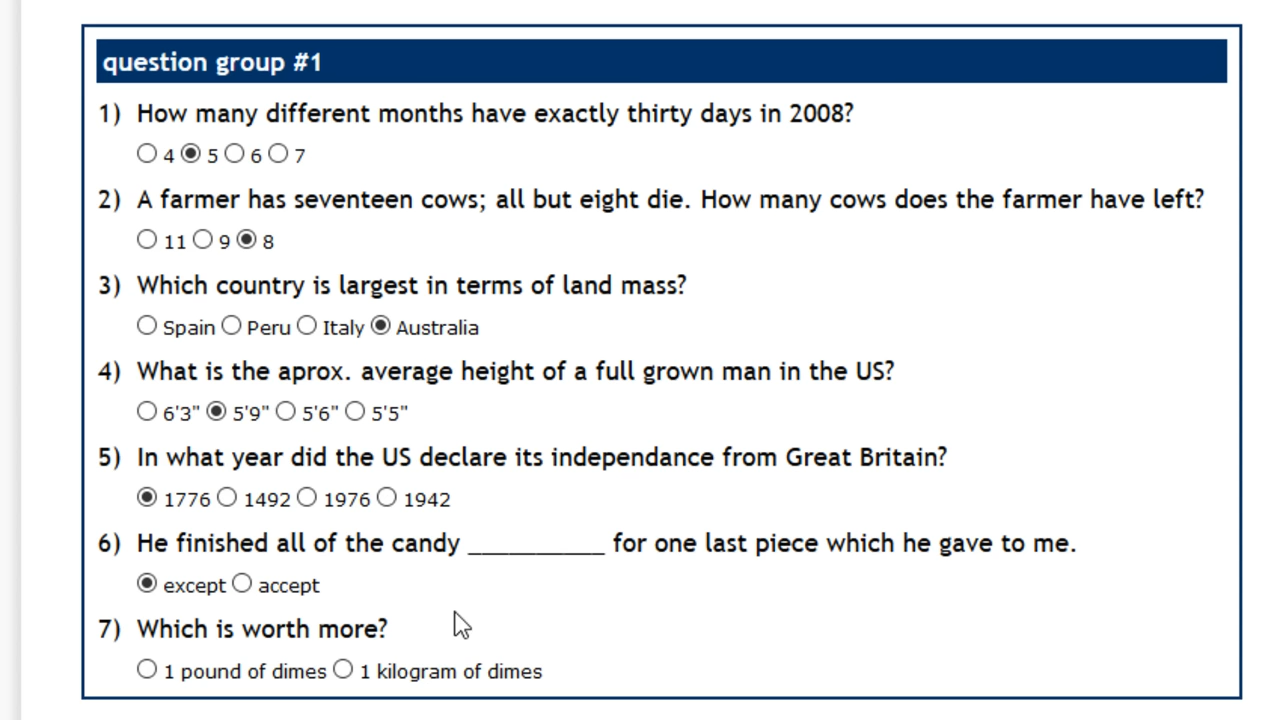 question group #1
1) How many different months have exactly thirty days in 2008?
4 5 6 7
2) A farmer has seventeen cows; all but eight die. How many cows does the farmer have left?
11 9 8
3) Which country is largest in terms of land mass?
Spain Peru Italy Australia
4) What is the aprox. average height of a full grown man in the US?
6'3" 5'9" 5'6" 5'5"
5) In what year did the US declare its independance from Great Britain?
1776 1492 1976 1942
6) He finished all of the candy __________ for one last piece which he gave to me.
except accept
7) Which is worth more?
1 pound of dimes 1 kilogram of dimes